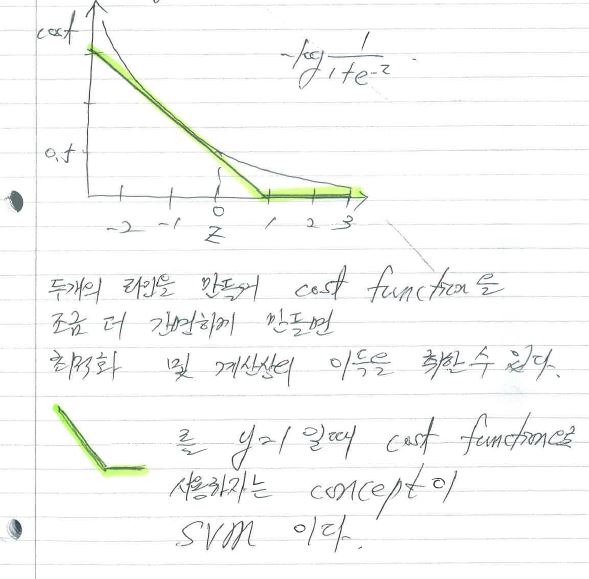 cost
-log 1/(1+e^-z)
0.5
-2 -1 0 1 2 3
Z
두개의 라인을 만들어 cost function을
조금 더 간편하게 만들면
최적화 및 계산상의 이득을 취할 수 있다.
를 y=1 일때 cost function으로
사용하자는 concept이
SVM 이다.